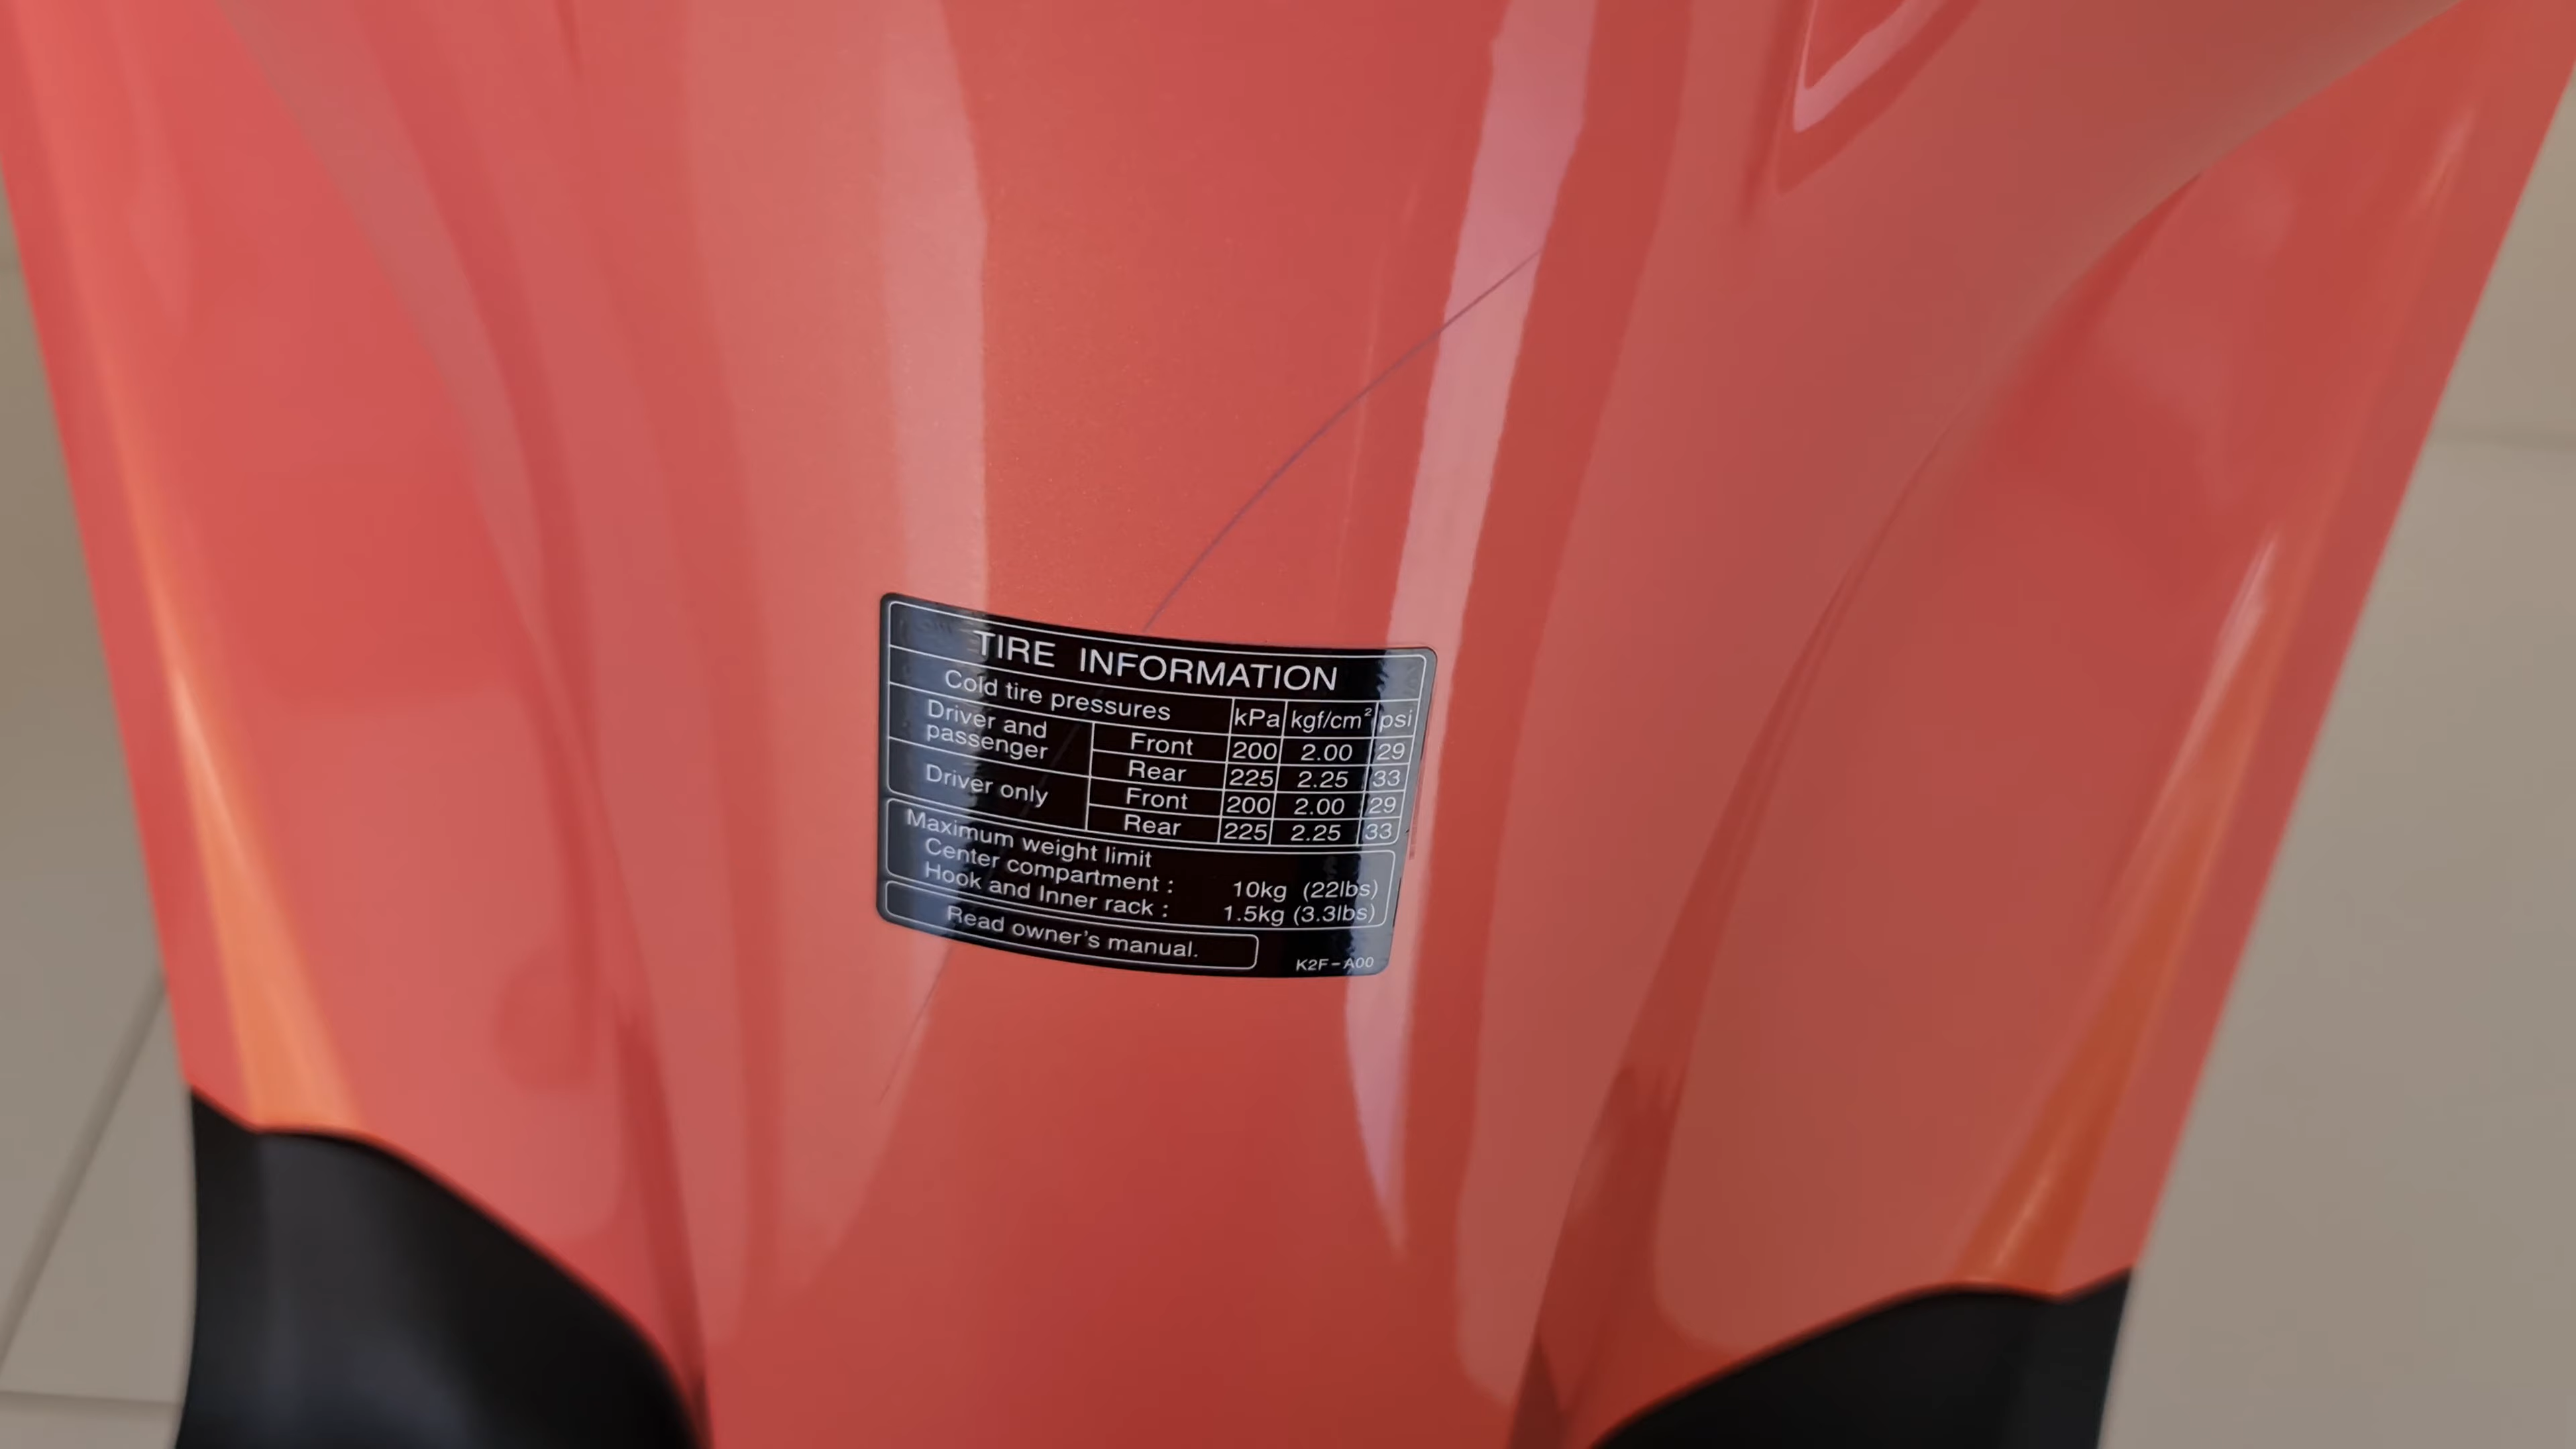 TIRE INFORMATION
Cold tire pressures kPa kgf/cm² psi
Driver and passenger Front 200 2.00 29
Rear 225 2.25 33
Driver only Front 200 2.00 29
Rear 225 2.25 33
Maximum weight limit
Center compartment : 10kg (22lbs)
Hook and Inner rack : 1.5kg (3.3lbs)
Read owner's manual.
K2F-A00